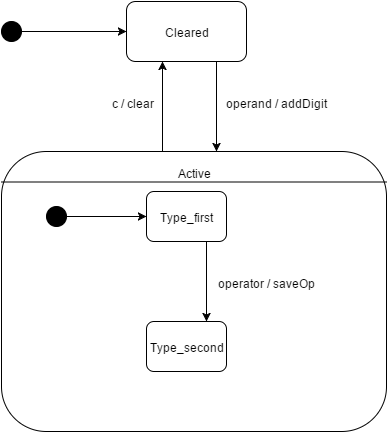 Cleared
c / clear
operand / addDigit
Active
Type_first
operator / saveOp
Type_second